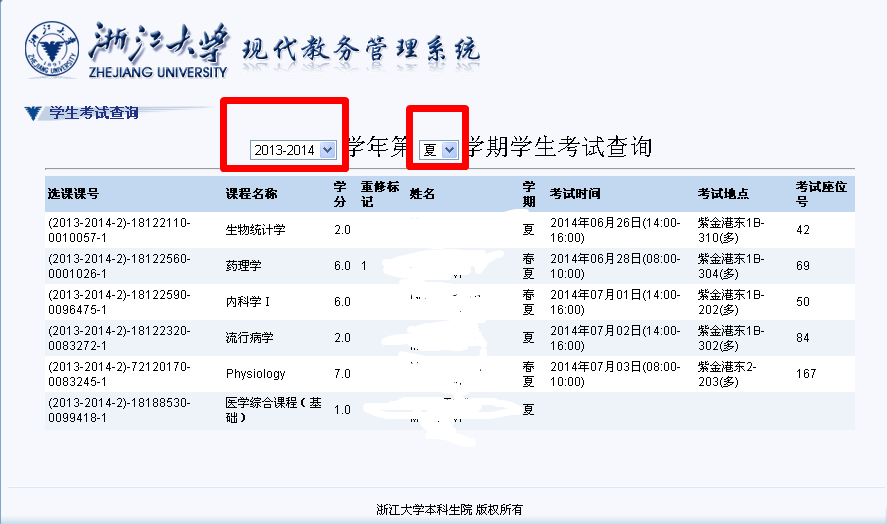 浙江大学 现代教务管理系统
ZHEJIANG UNIVERSITY
学生考试查询
2013-2014 学年第 夏 学期学生考试查询
选课课号 课程名称 学分 重修标记 姓名 学期 考试时间 考试地点 考试座位号
(2013-2014-2)-18122110-0010057-1 生物统计学 2.0 夏 2014年06月26日(14:00-16:00) 紫金港东1B-310(多) 42
(2013-2014-2)-18122560-0001026-1 药理学 6.0 1 春夏 2014年06月28日(08:00-10:00) 紫金港东1B-304(多) 69
(2013-2014-2)-18122590-0096475-1 内科学Ⅰ 6.0 春夏 2014年07月01日(14:00-16:00) 紫金港东1B-202(多) 50
(2013-2014-2)-18122320-0083272-1 流行病学 2.0 夏 2014年07月02日(14:00-16:00) 紫金港东1B-302(多) 84
(2013-2014-2)-72120170-0083245-1 Physiology 7.0 春夏 2014年07月03日(08:00-10:00) 紫金港东2-203(多) 167
(2013-2014-2)-18188530-0099418-1 医学综合课程（基础） 1.0 夏
浙江大学本科生院 版权所有